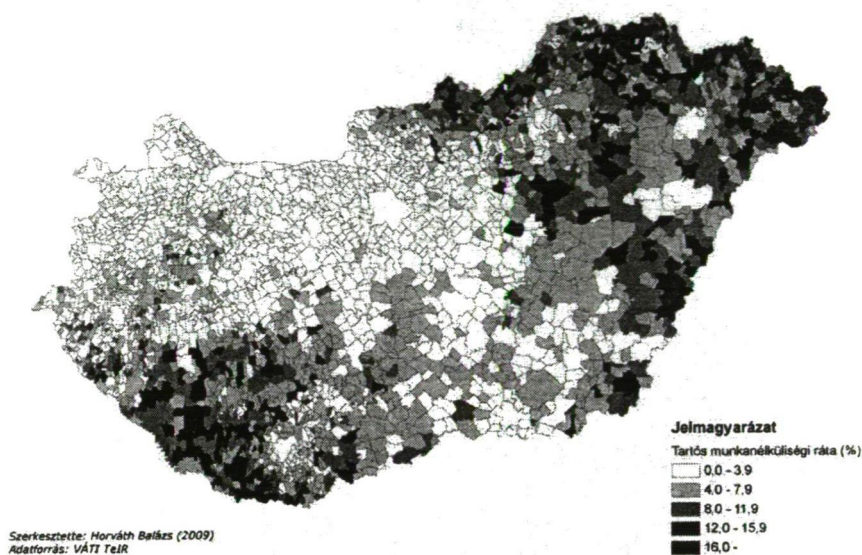 Jelmagyarázat
Tartós munkanélküliségi ráta (%)
0,0 - 3,9
4,0 - 7,9
8,0 - 11,9
12,0 - 15,9
16,0 -
Szerkesztette: Horváth Balázs (2009)
Adatforrás: VÁTI TeIR